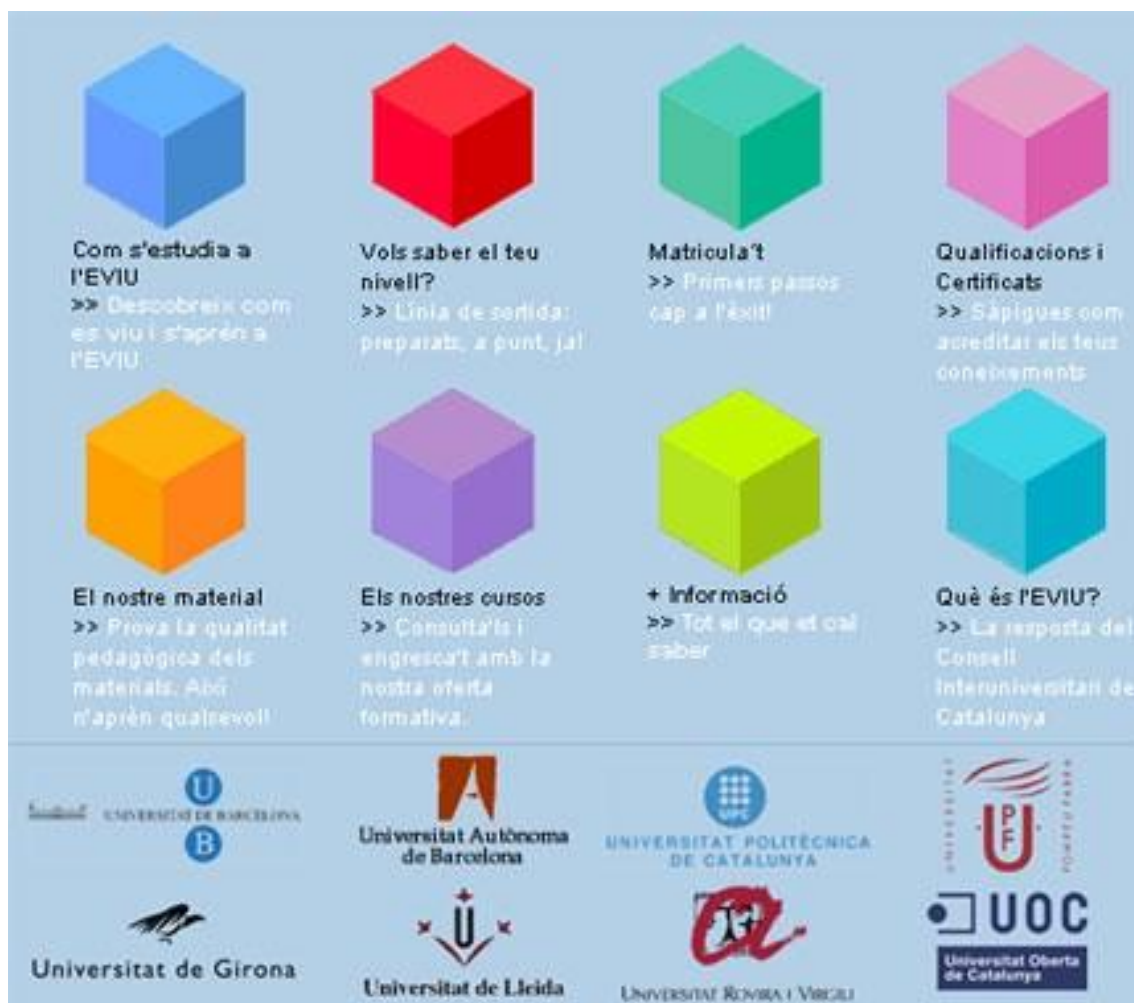 Com s'estudia a
l'EVIU
>> Descobreix com
es viu i s'aprèn a
l'EVIU
Vols saber el teu
nivell?
>> Línia de sortida:
preparats, a punt, ja!
Matricula't
>> Primers passos
cap a l'èxit!
Qualificacions i
Certificats
>> Sàpigues com
acreditar els teus
coneixements
El nostre material
>> Prova la qualitat
pedagògica dels
materials. Així
n'aprèn qualsevol!
Els nostres cursos
>> Consulta'ls i
engresca't amb la
nostra oferta
formativa.
+ Informació
>> Tot el que et cal
saber
Què és l'EVIU?
>> La resposta del
Consell
Interuniversitari de
Catalunya
U
UNIVERSITAT DE BARCELONA
B
Universitat Autònoma
de Barcelona
UPC
UNIVERSITAT POLITÈCNICA
DE CATALUNYA
UNIVERSITAT
UPF
POMPEU FABRA
Universitat de Girona
Ú
Universitat de Lleida
UNIVERSITAT ROVIRA I VIRGILI
UOC
Universitat Oberta
de Catalunya